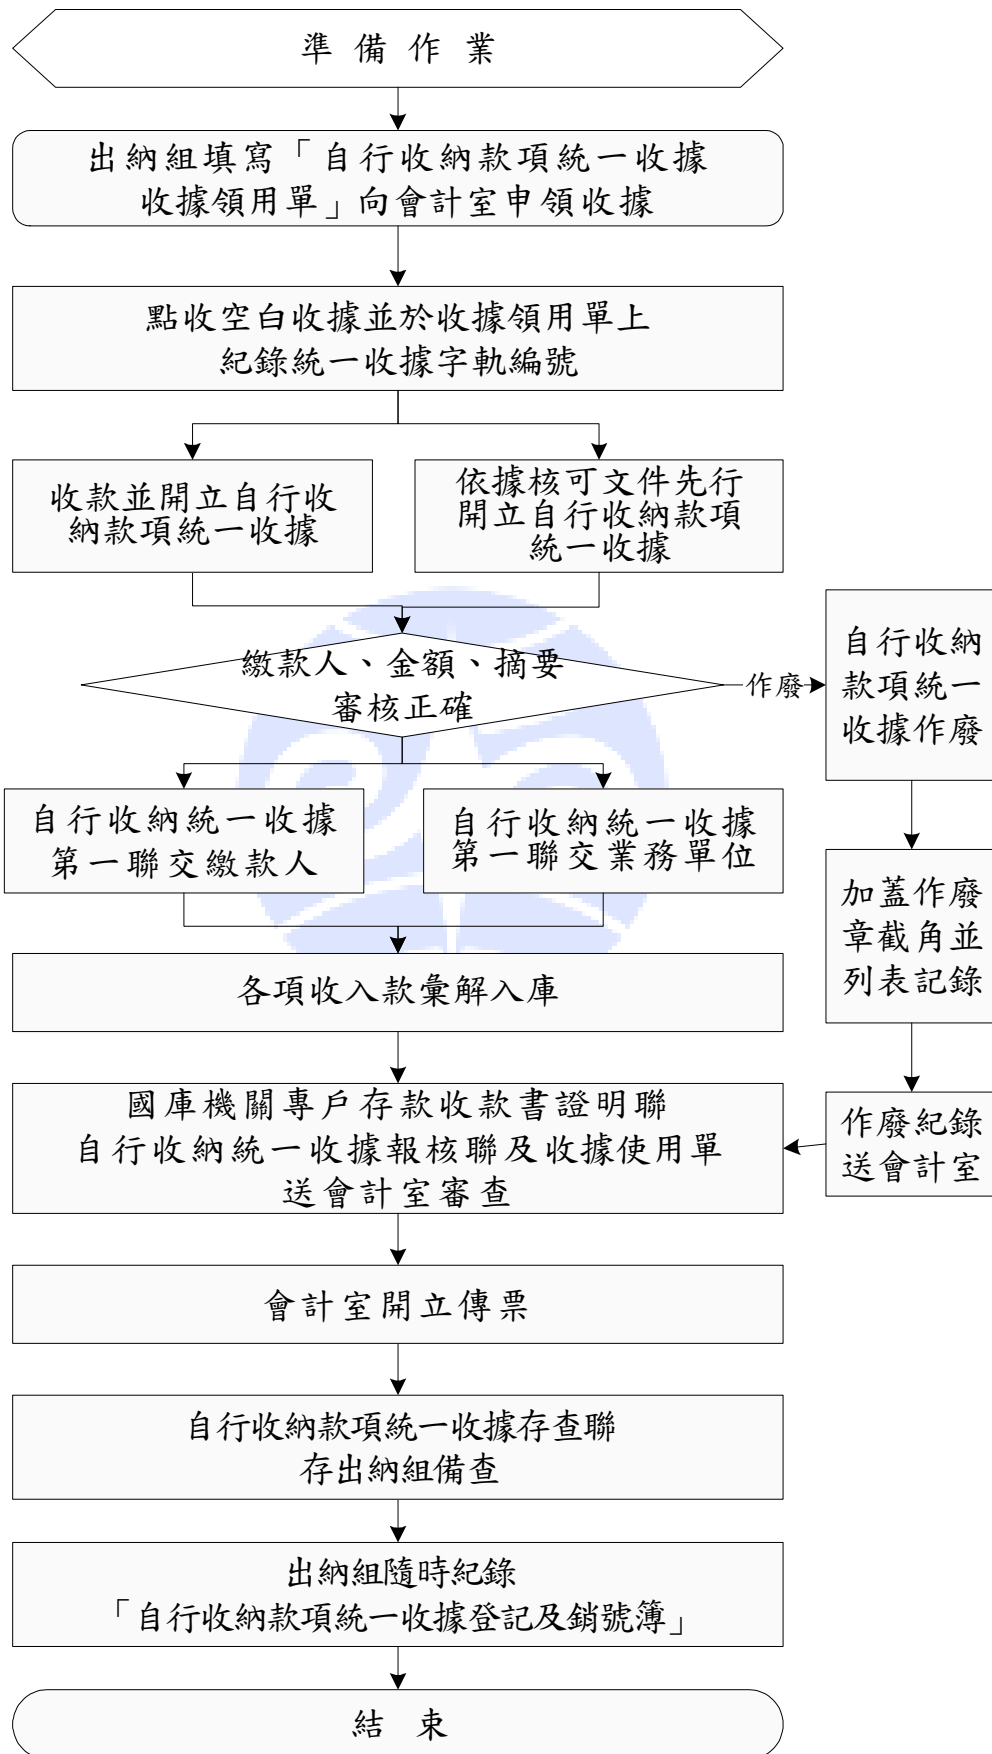 準備作業
出納組填寫「自行收納款項統一收據
收據領用單」向會計室申領收據
點收空白收據並於收據領用單上
紀錄統一收據字軌編號
收款並開立自行收
納款項統一收據
依據核可文件先行
開立自行收納款項
統一收據
繳款人、金額、摘要
審核正確
作廢
自行收納
款項統一
收據作廢
自行收納統一收據
第一聯交繳款人
自行收納統一收據
第一聯交業務單位
加蓋作廢
章截角並
列表記錄
各項收入款彙解入庫
國庫機關專戶存款收款書證明聯
自行收納統一收據報核聯及收據使用單
送會計室審查
作廢紀錄
送會計室
會計室開立傳票
自行收納款項統一收據存查聯
存出納組備查
出納組隨時紀錄
「自行收納款項統一收據登記及銷號簿」
結束